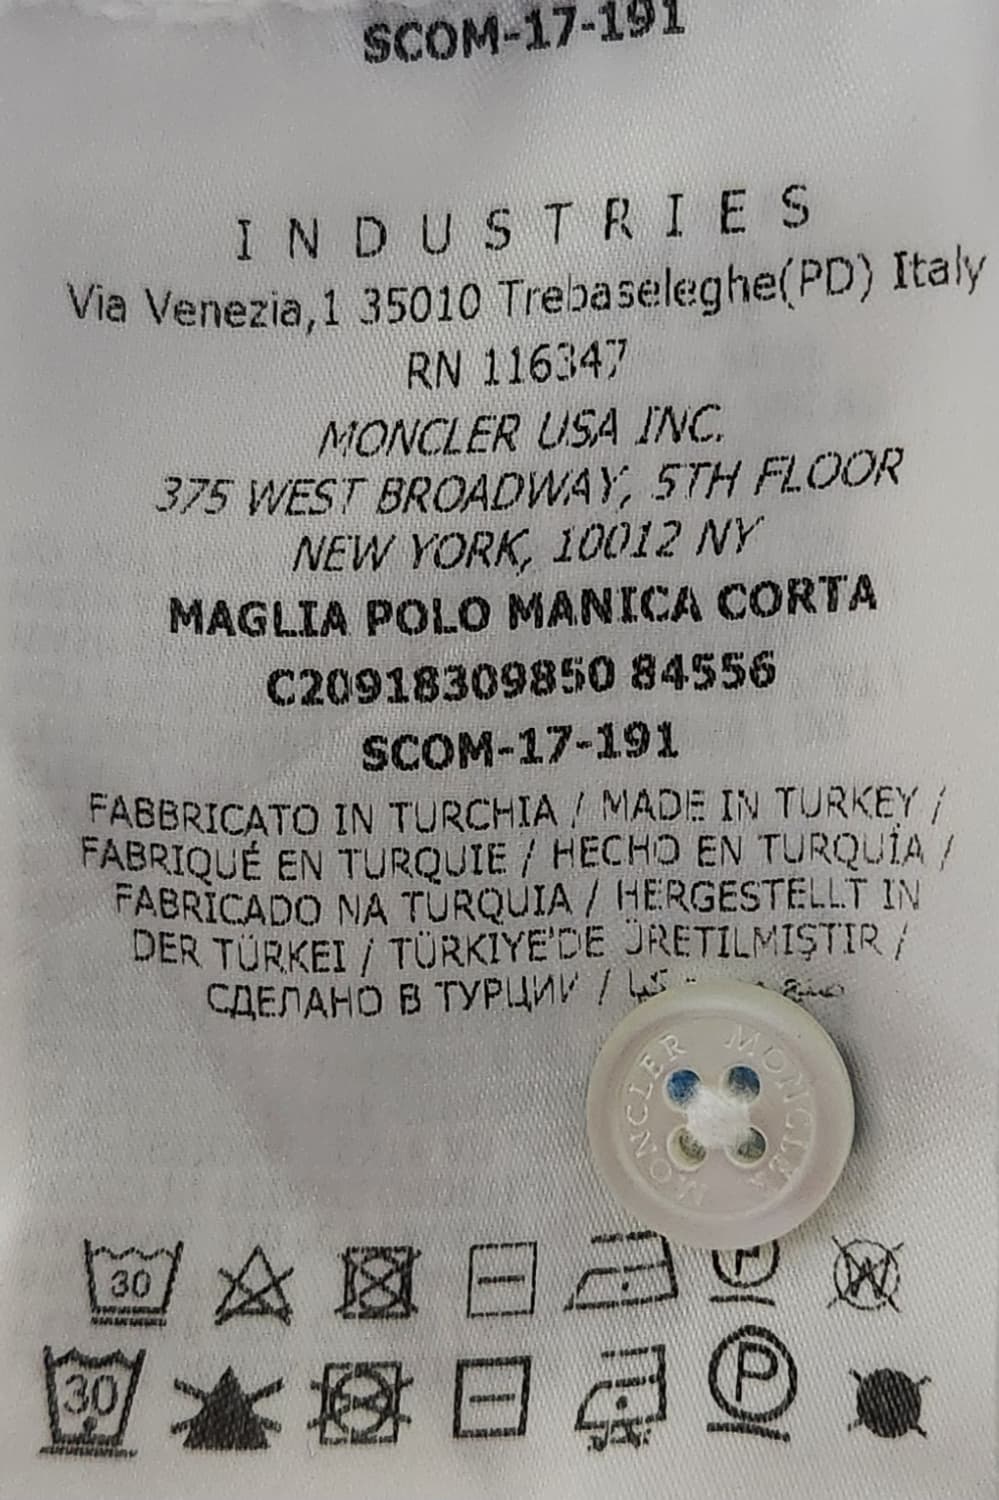 SCOM-17-191
INDUSTRIES
Via Venezia,1 35010 Trebaseleghe(PD) Italy
RN 116347
MONCLER USA INC.
375 WEST BROADWAY, 5TH FLOOR
NEW YORK, 10012 NY
MAGLIA POLO MANICA CORTA
C20918309850 84556
SCOM-17-191
FABBRICATO IN TURCHIA / MADE IN TURKEY /
FABRIQUÉ EN TURQUIE / HECHO EN TURQUÍA /
FABRICADO NA TURQUIA / HERGESTELLT IN
DER TÜRKEI / TÜRKIYE'DE ÜRETILMIŞTIR /
СДЕЛАНО В ТУРЦИИ /
MONCLER MONCLER
30 P W
30 P